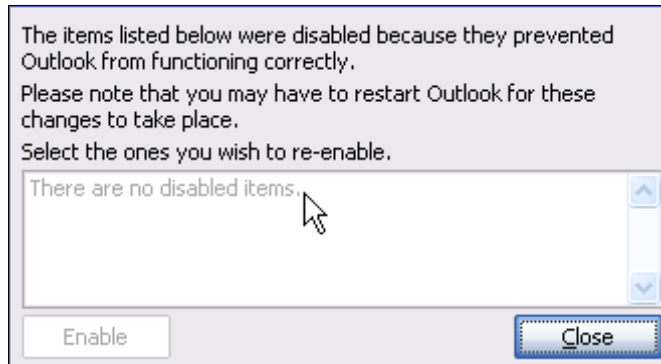 The items listed below were disabled because they prevented
Outlook from functioning correctly.
Please note that you may have to restart Outlook for these
changes to take place.
Select the ones you wish to re-enable.
There are no disabled items.
Enable
Close